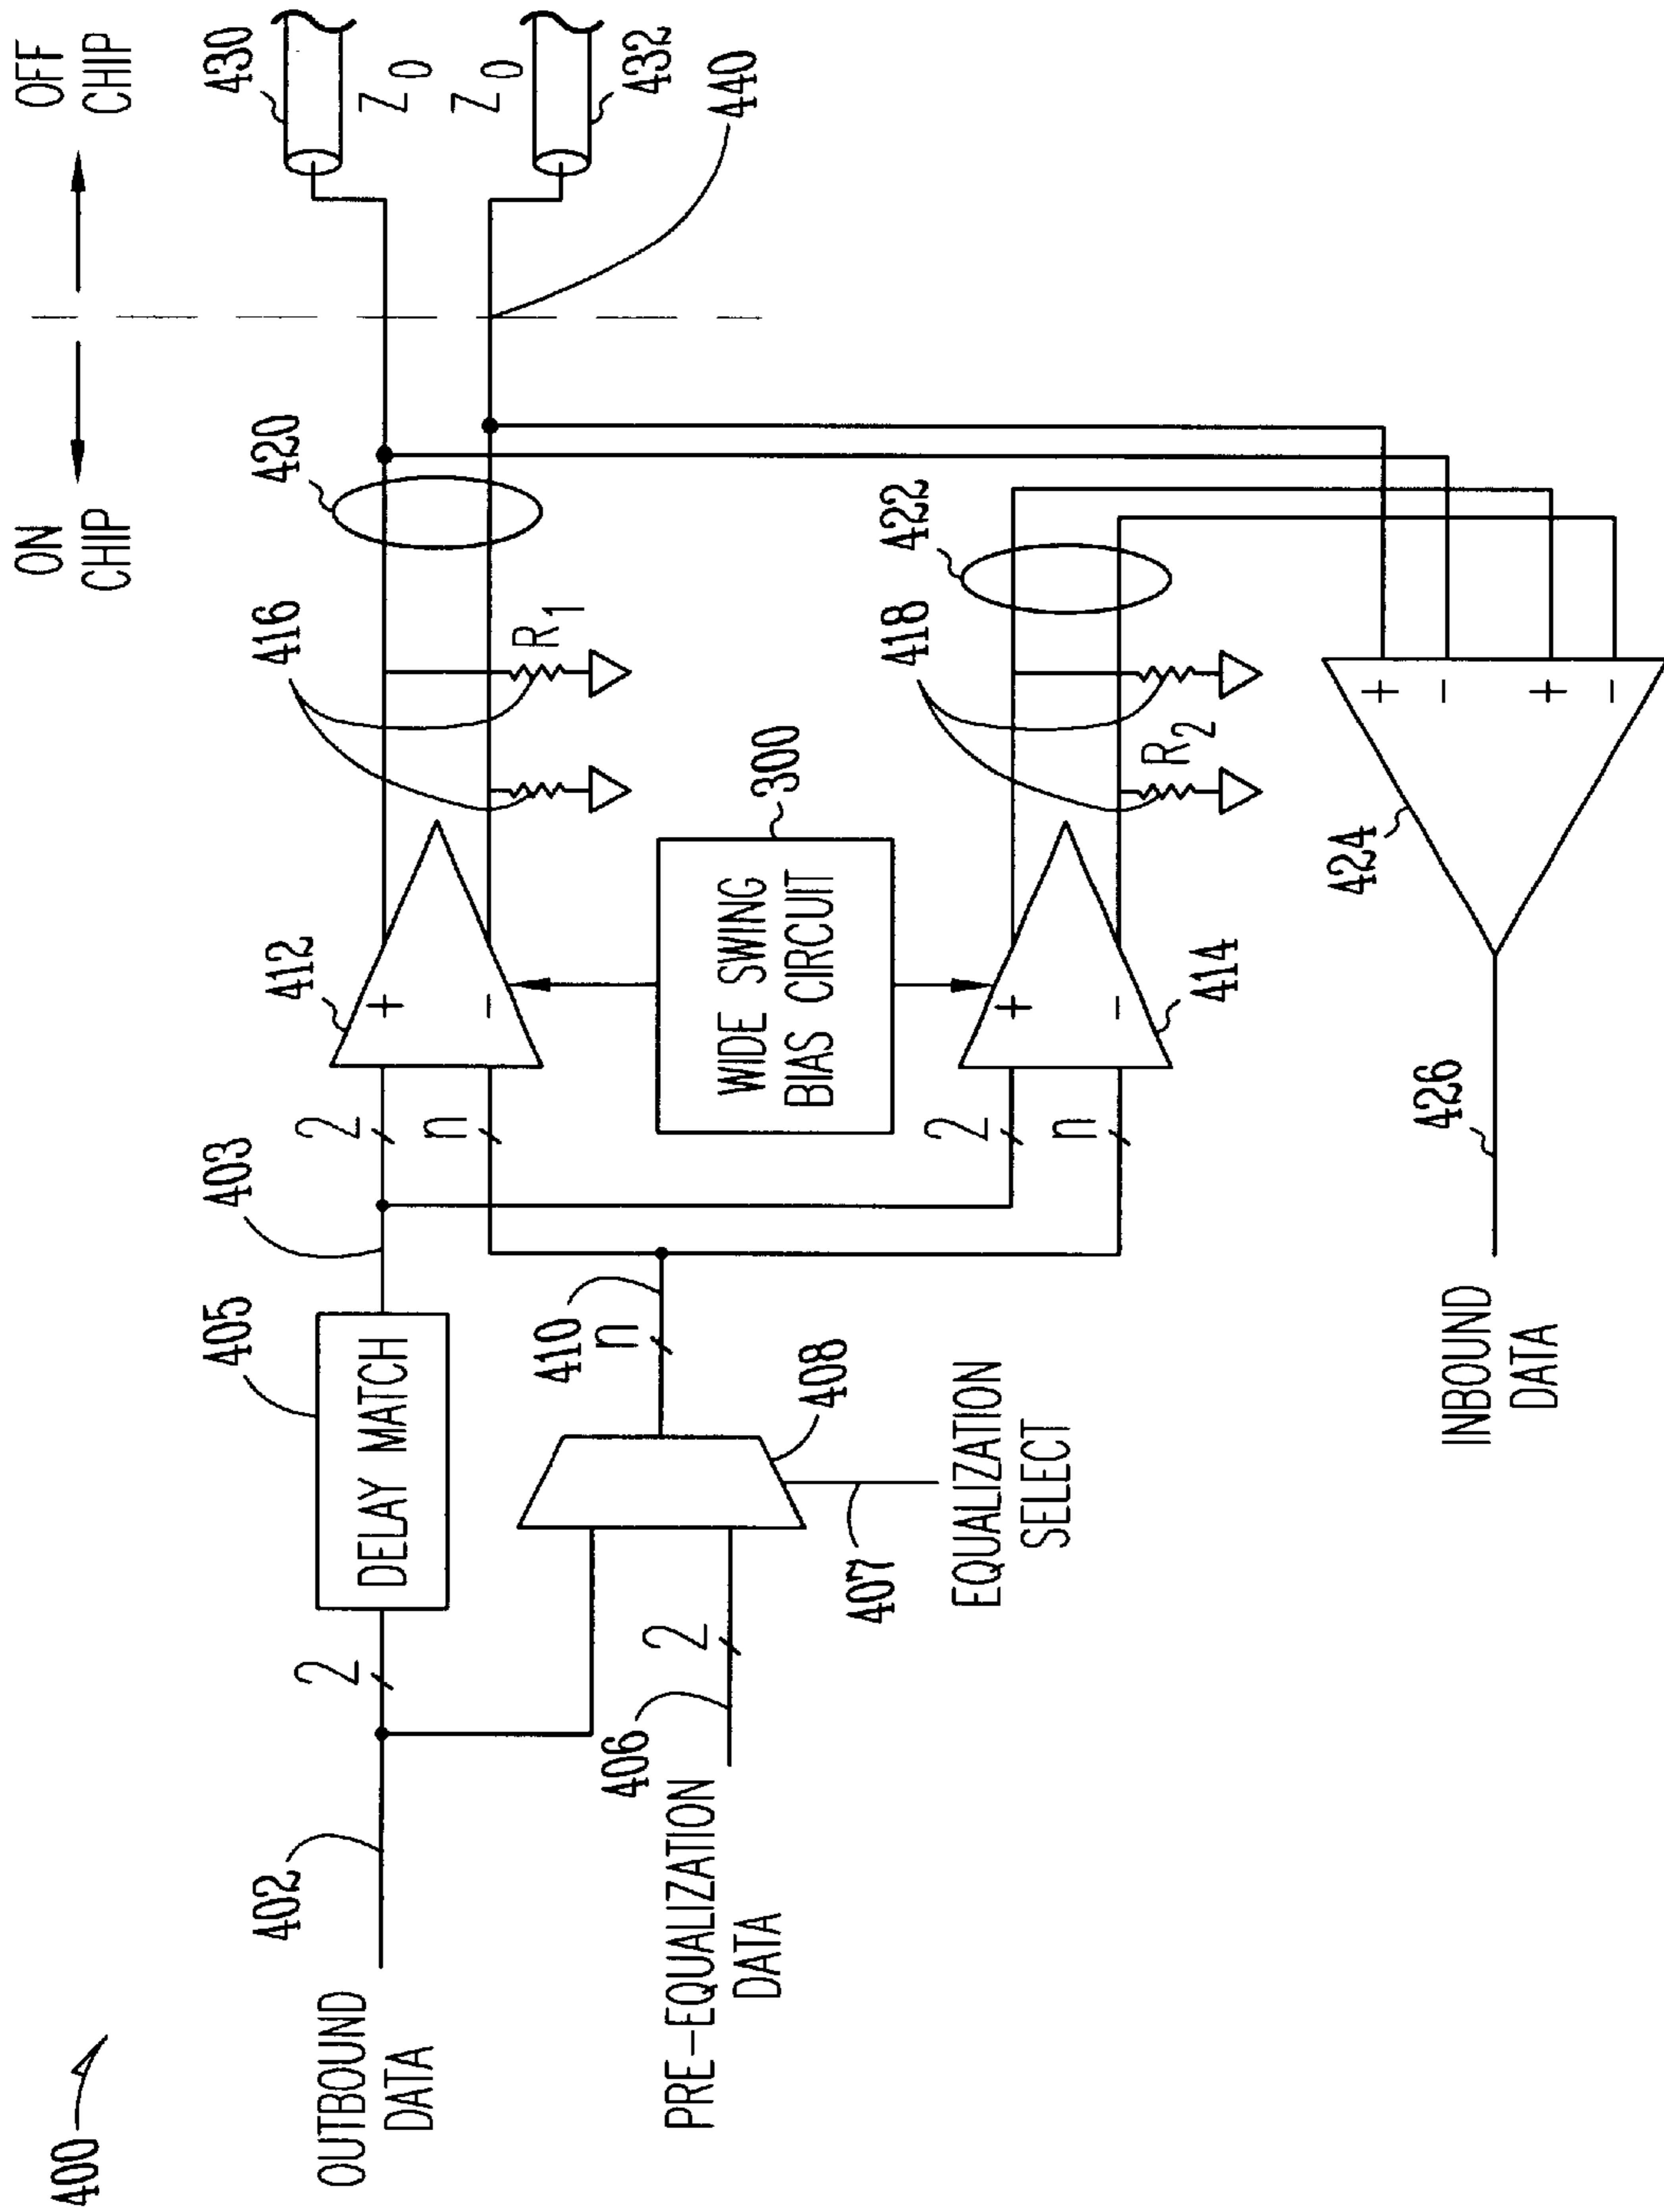 400
ON
CHIP
OFF
CHIP
OUTBOUND
DATA
402
2
405
DELAY MATCH
403
2
n
412
+
-
416
R1
420
430
Z0
Z0
432
440
PRE-EQUALIZATION
DATA
406
2
408
407
EQUALIZATION
SELECT
410
n
WIDE SWING
BIAS CIRCUIT
300
2
n
+
-
414
418
R2
422
INBOUND
DATA
426
424
+
-
+
-